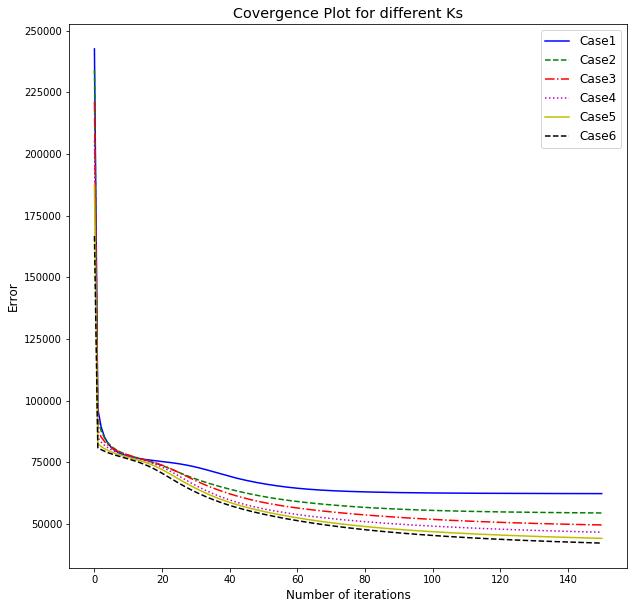 Covergence Plot for different Ks
250000
225000
200000
175000
150000
125000
100000
75000
50000
Error
0
20
40
60
80
100
120
140
Number of iterations
Case1
Case2
Case3
Case4
Case5
Case6